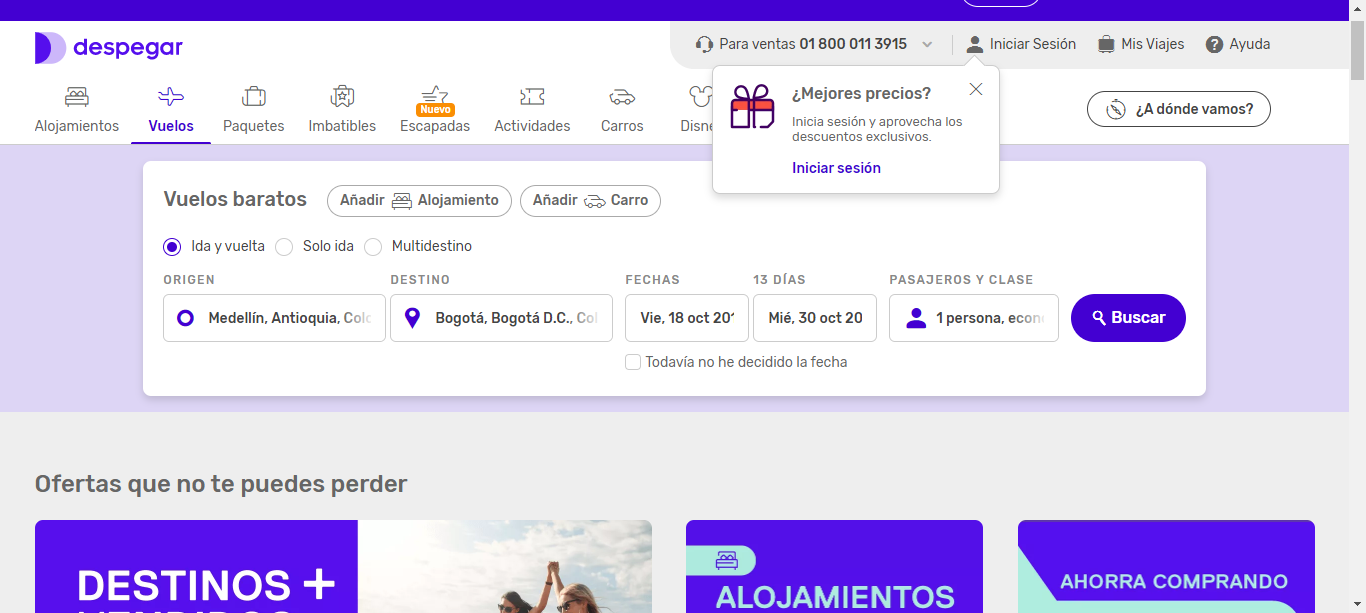 despegar
Para ventas 01 800 011 3915
Iniciar Sesión
Mis Viajes
Ayuda
Alojamientos
Vuelos
Paquetes
Imbatibles
Nuevo
Escapadas
Actividades
Carros
Disne
¿Mejores precios?
Inicia sesión y aprovecha los
descuentos exclusivos.
Iniciar sesión
¿A dónde vamos?
Vuelos baratos
Añadir Alojamiento
Añadir Carro
Ida y vuelta
Solo ida
Multidestino
ORIGEN
DESTINO
FECHAS
13 DÍAS
PASAJEROS Y CLASE
Medellín, Antioquia, Colo
Bogotá, Bogotá D.C., Col
Vie, 18 oct 201
Mié, 30 oct 20
1 persona, econ
Buscar
Todavía no he decidido la fecha
Ofertas que no te puedes perder
DESTINOS +
VENDIDOS
ALOJAMIENTOS
AHORRA COMPRANDO